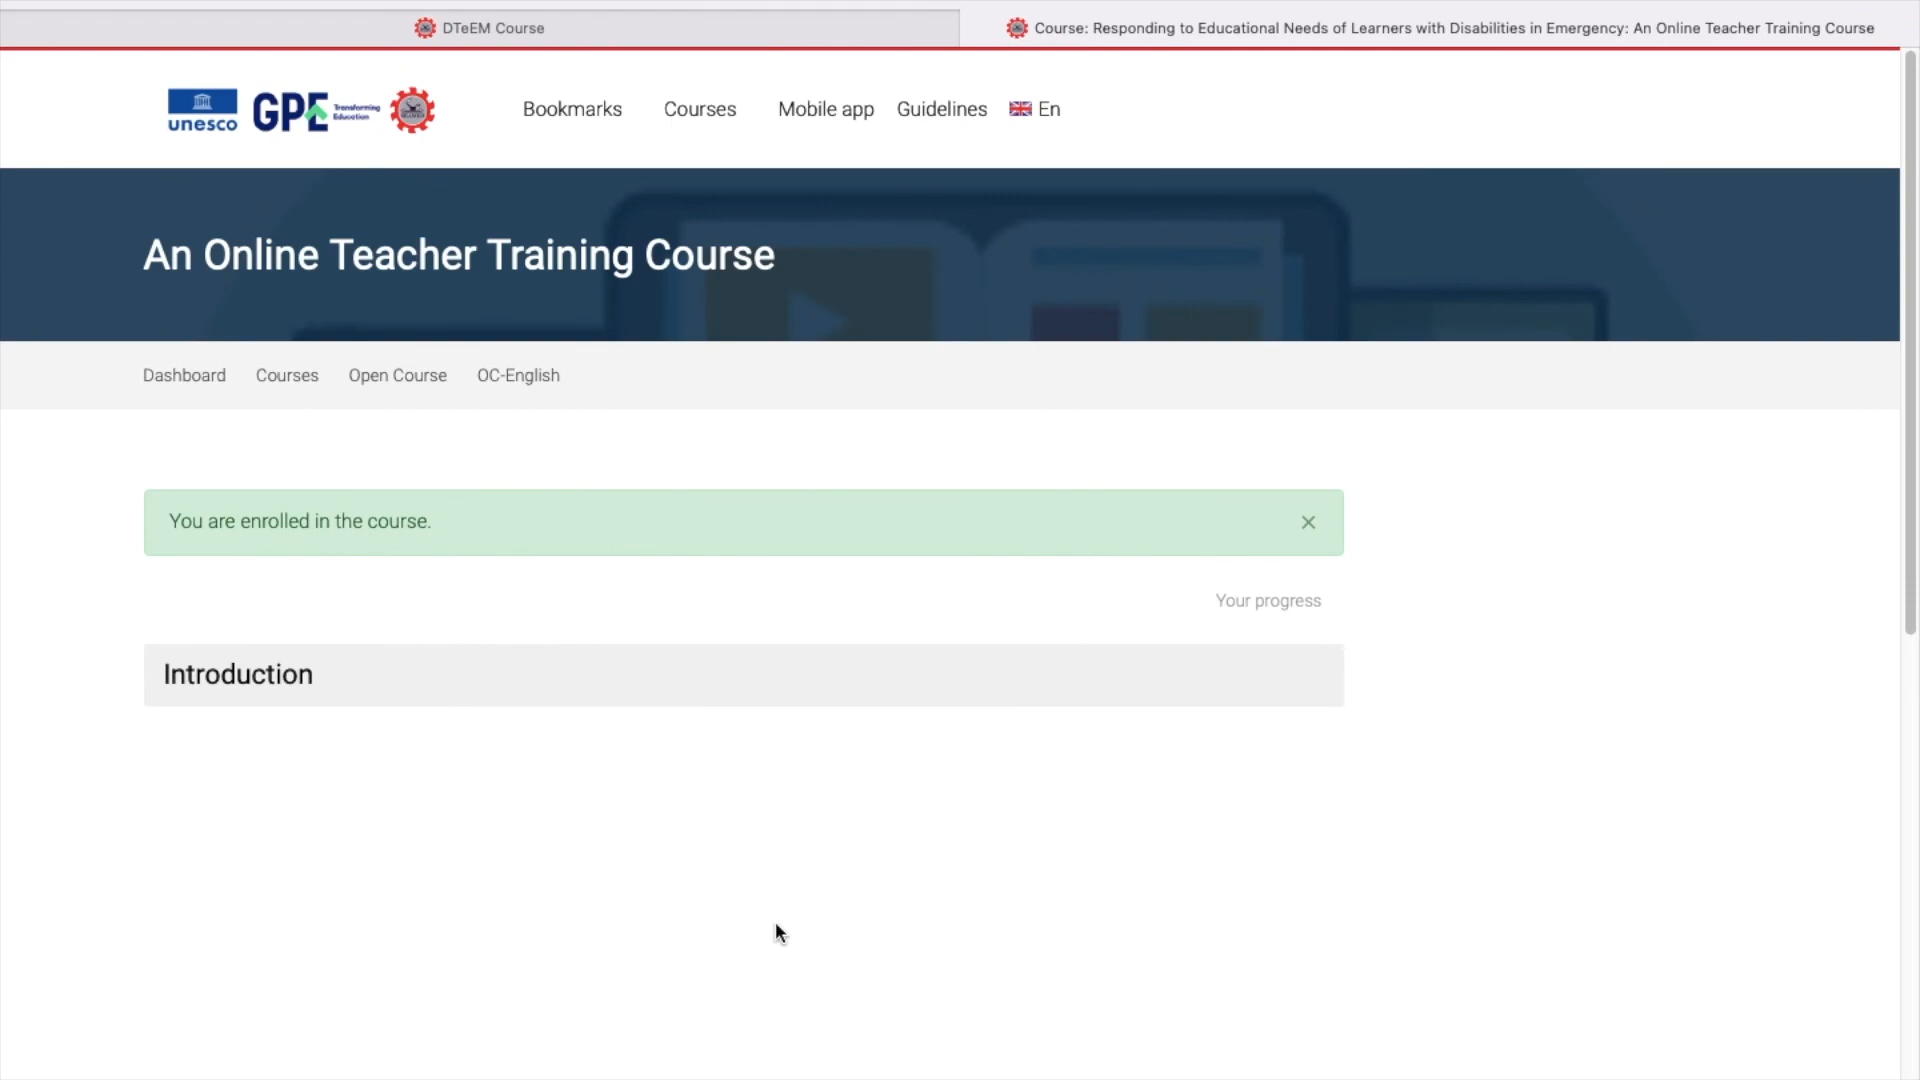 DTeEM Course
Course: Responding to Educational Needs of Learners with Disabilities in Emergency: An Online Teacher Training Course
unesco
GPE
Transforming
Education
Bookmarks
Courses
Mobile app
Guidelines
En
An Online Teacher Training Course
Dashboard
Courses
Open Course
OC-English
You are enrolled in the course.
Your progress
Introduction